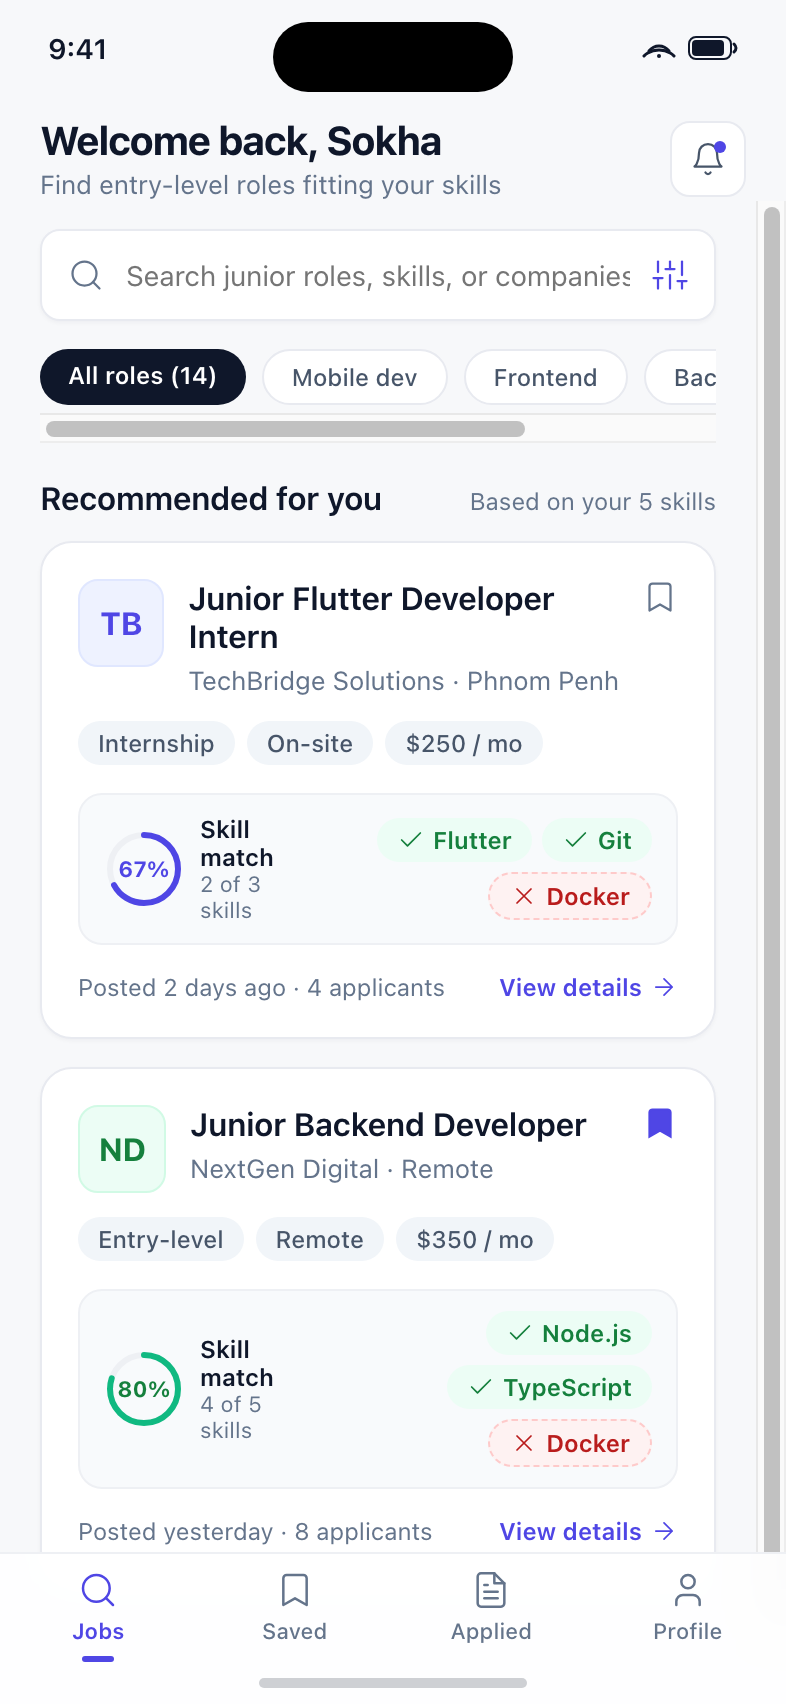 9:41
Welcome back, Sokha
Find entry-level roles fitting your skills
Search junior roles, skills, or companies
All roles (14)
Mobile dev
Frontend
Bac
Recommended for you
Based on your 5 skills
TB
Junior Flutter Developer
Intern
TechBridge Solutions · Phnom Penh
Internship
On-site
$250 / mo
67%
Skill
match
2 of 3
skills
Flutter
Git
Docker
Posted 2 days ago · 4 applicants
View details
ND
Junior Backend Developer
NextGen Digital · Remote
Entry-level
Remote
$350 / mo
80%
Skill
match
4 of 5
skills
Node.js
TypeScript
Docker
Posted yesterday · 8 applicants
View details
Jobs
Saved
Applied
Profile